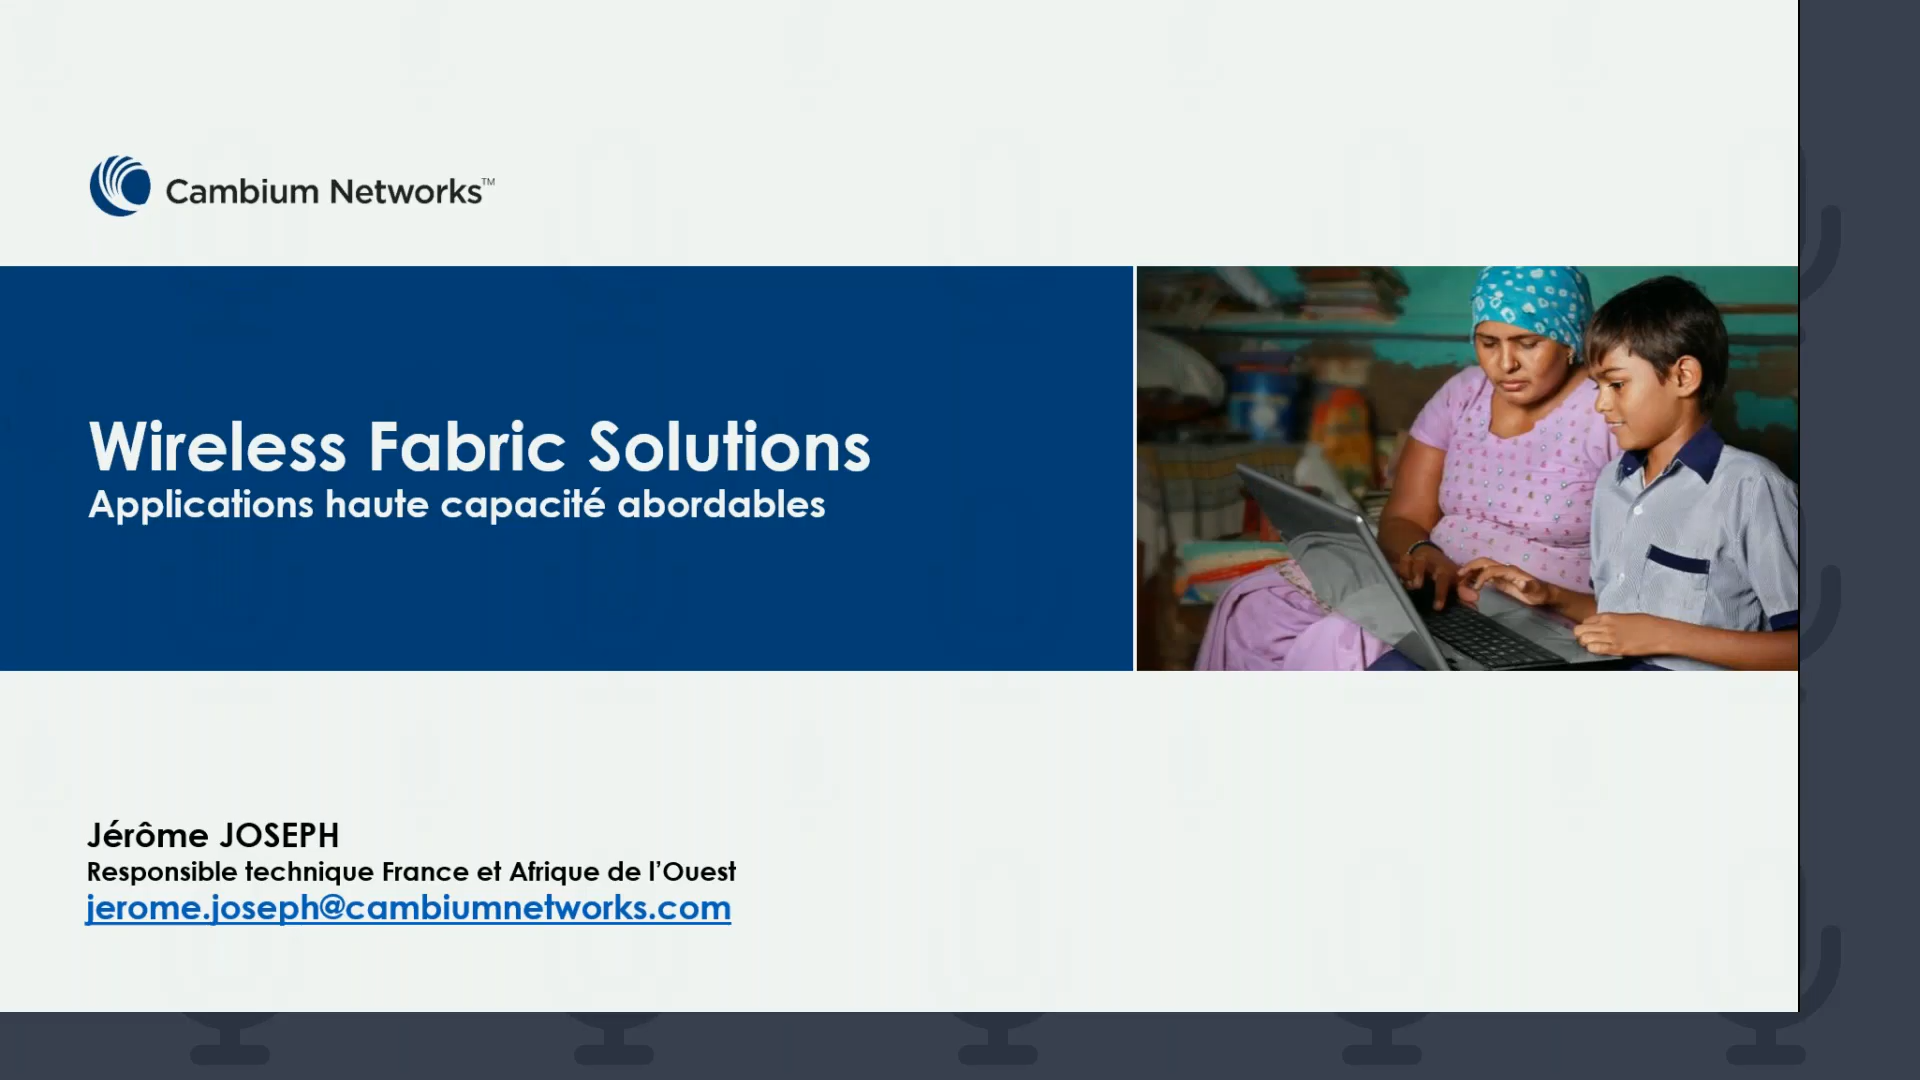 Cambium Networks™
Wireless Fabric Solutions
Applications haute capacité abordables
Jérôme JOSEPH
Responsible technique France et Afrique de l’Ouest
jerome.joseph@cambiumnetworks.com